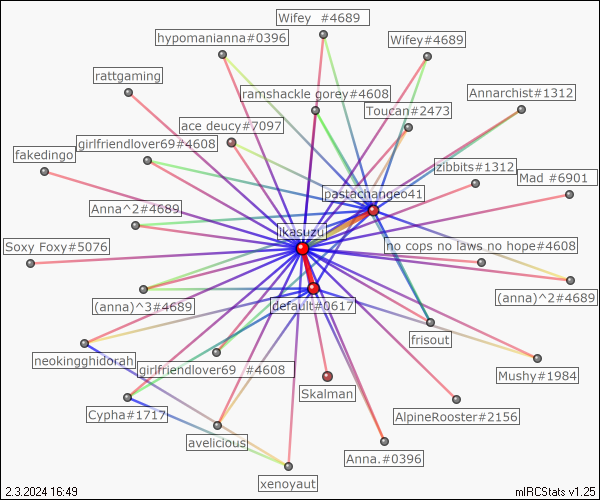 Wifey  #4689
hypomanianna#0396
Wifey#4689
rattgaming
ramshackle gorey#4608
Annarchist#1312
Toucan#2473
ace deucy#7097
girlfriendlover69#4608
fakedingo
zibbits#1312
Mad #6901
pastachangeo41
Anna^2#4689
ikasuzu
Soxy Foxy#5076
no cops no laws no hope#4608
(anna)^3#4689
default#0617
(anna)^2#4689
frisout
neokingghidorah
girlfriendlover69  #4608
Mushy#1984
Skalman
Cypha#1717
AlpineRooster#2156
avelicious
Anna.#0396
xenoyaut
2.3.2024 16:49
mIRCStats v1.25